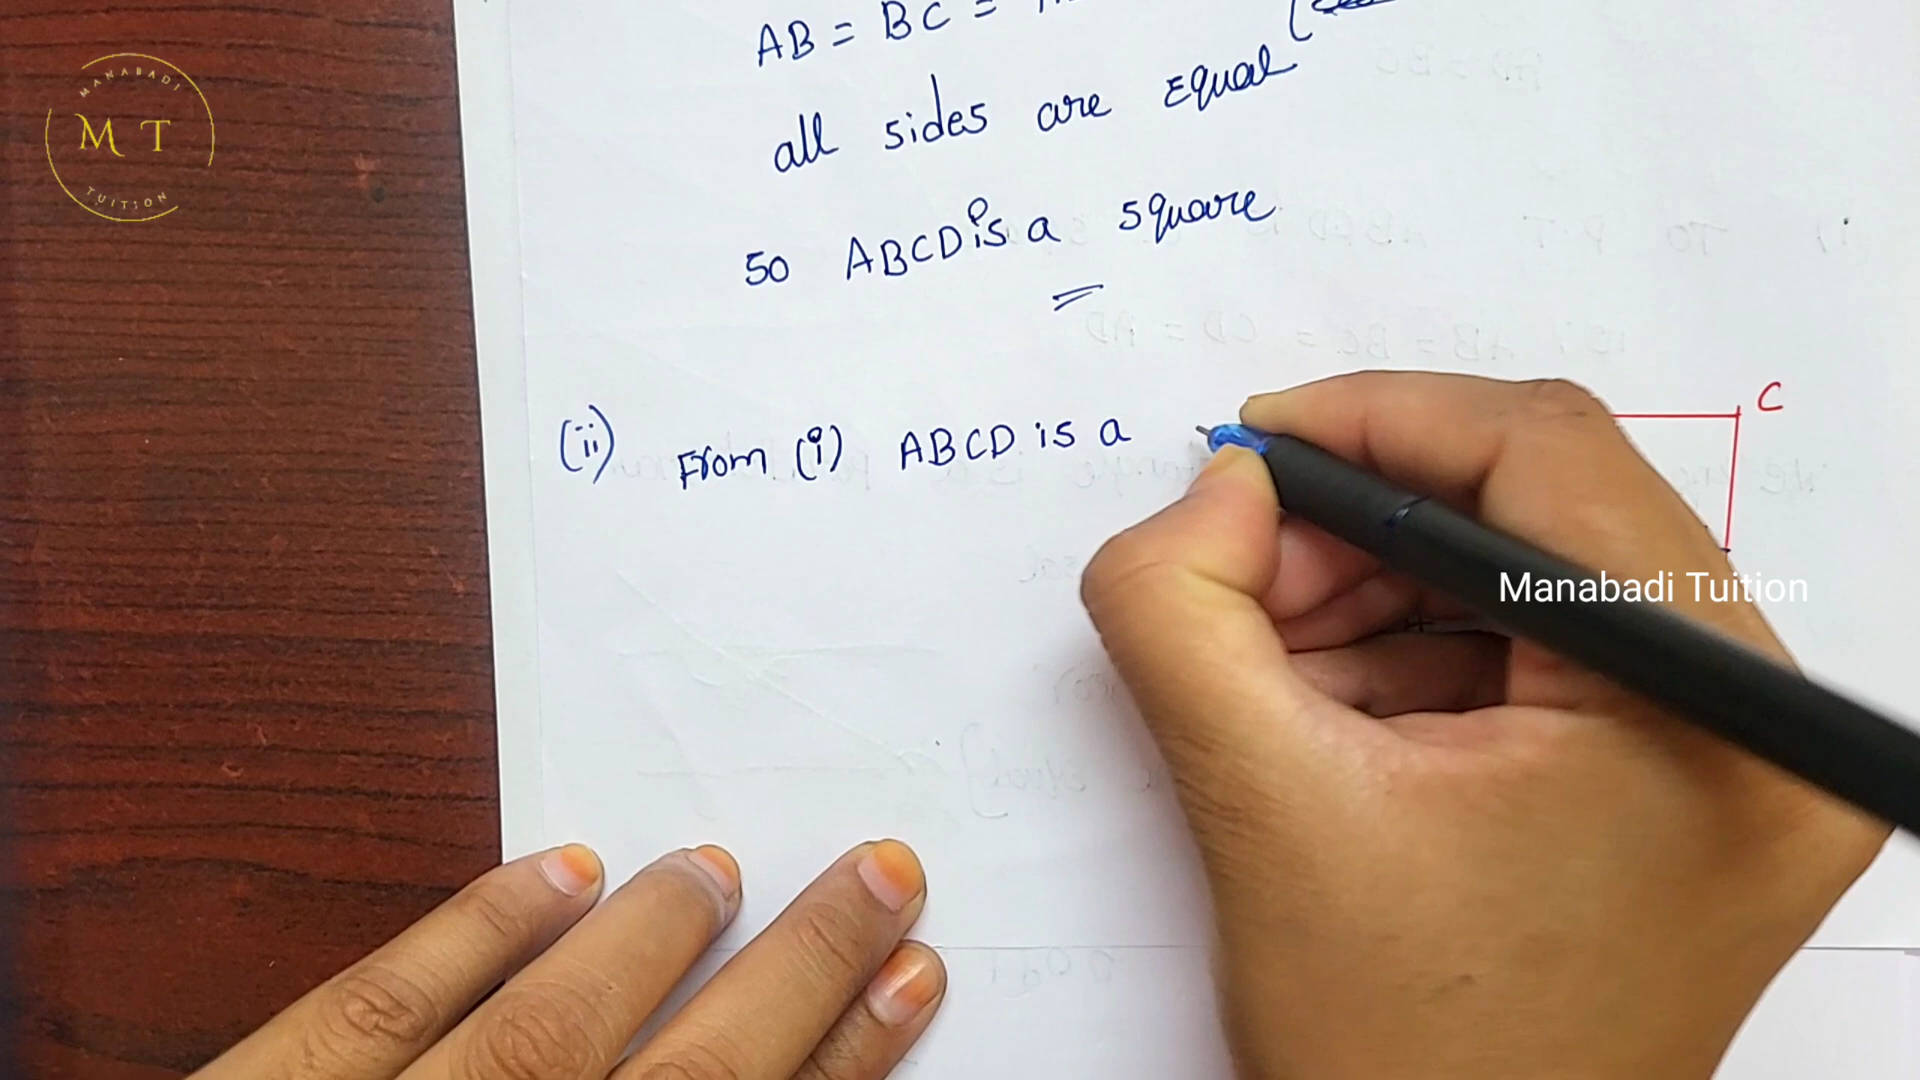 AB = BC =
all sides are Equal
so ABCD is a square
(ii) From (i) ABCD is a
C
MANABADI
M T
TUITION
Manabadi Tuition